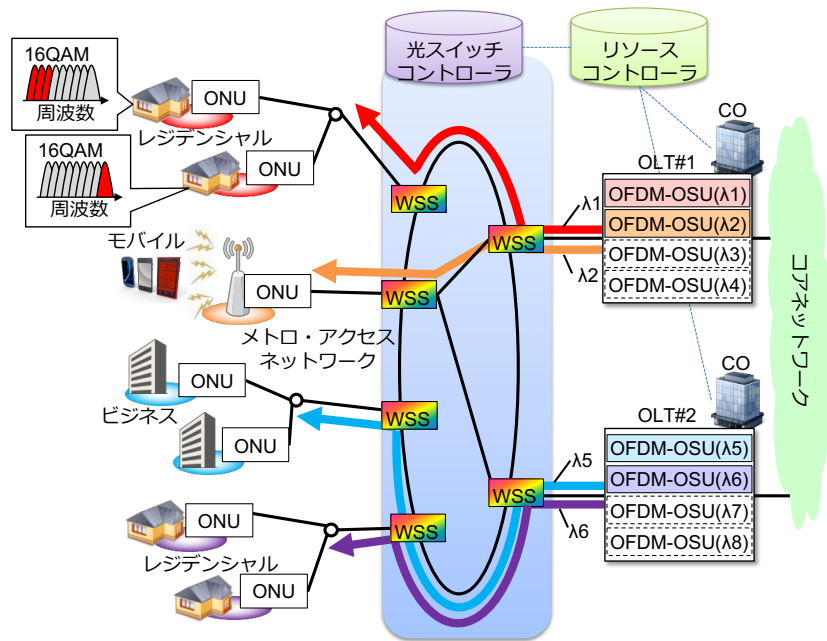 光スイッチ
コントローラ
リソース
コントローラ
16QAM
周波数
ONU
レジデンシャル
16QAM
周波数
ONU
CO
OLT#1
OFDM-OSU(λ1)
OFDM-OSU(λ2)
OFDM-OSU(λ3)
OFDM-OSU(λ4)
λ1
λ2
WSS
WSS
モバイル
ONU
WSS
メトロ・アクセス
ネットワーク
コアネットワーク
ONU
ビジネス
ONU
WSS
CO
OLT#2
OFDM-OSU(λ5)
OFDM-OSU(λ6)
OFDM-OSU(λ7)
OFDM-OSU(λ8)
λ5
λ6
WSS
WSS
ONU
レジデンシャル
ONU